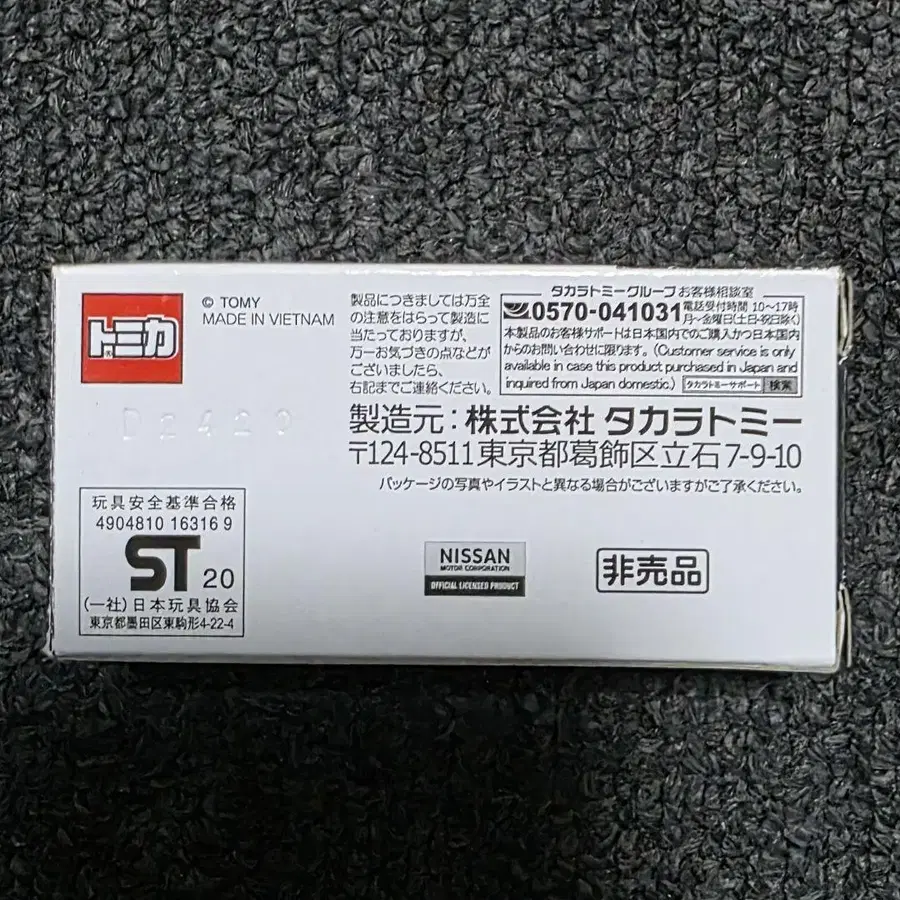 トミカ
®
© TOMY
MADE IN VIETNAM
製品につきましては万全
の注意をはらって製造に
当たっておりますが、
万一お気づきの点などが
ございましたら、
右記までご連絡ください。
タカラトミーグループ お客様相談室
0570-041031
電話受付時間 10〜17時
月〜金曜日(土日・祝日除く)
本製品のお客様サポートは日本国内でのご購入かつ日本国内
からのお問い合わせに限ります。(Customer service is only
available in case this product purchased in Japan and
inquired from Japan domestic.) タカラトミーサポート 検索
製造元:株式会社 タカラトミー
〒124-8511 東京都葛飾区立石 7-9-10
パッケージの写真やイラストと異なる場合がございますがご了承ください。
玩具安全基準合格
4904810 16316 9
ST 20
(一社)日本玩具協会
東京都墨田区東駒形4-22-4
NISSAN
MOTOR CORPORATION
OFFICIAL LICENSED PRODUCT
非売品